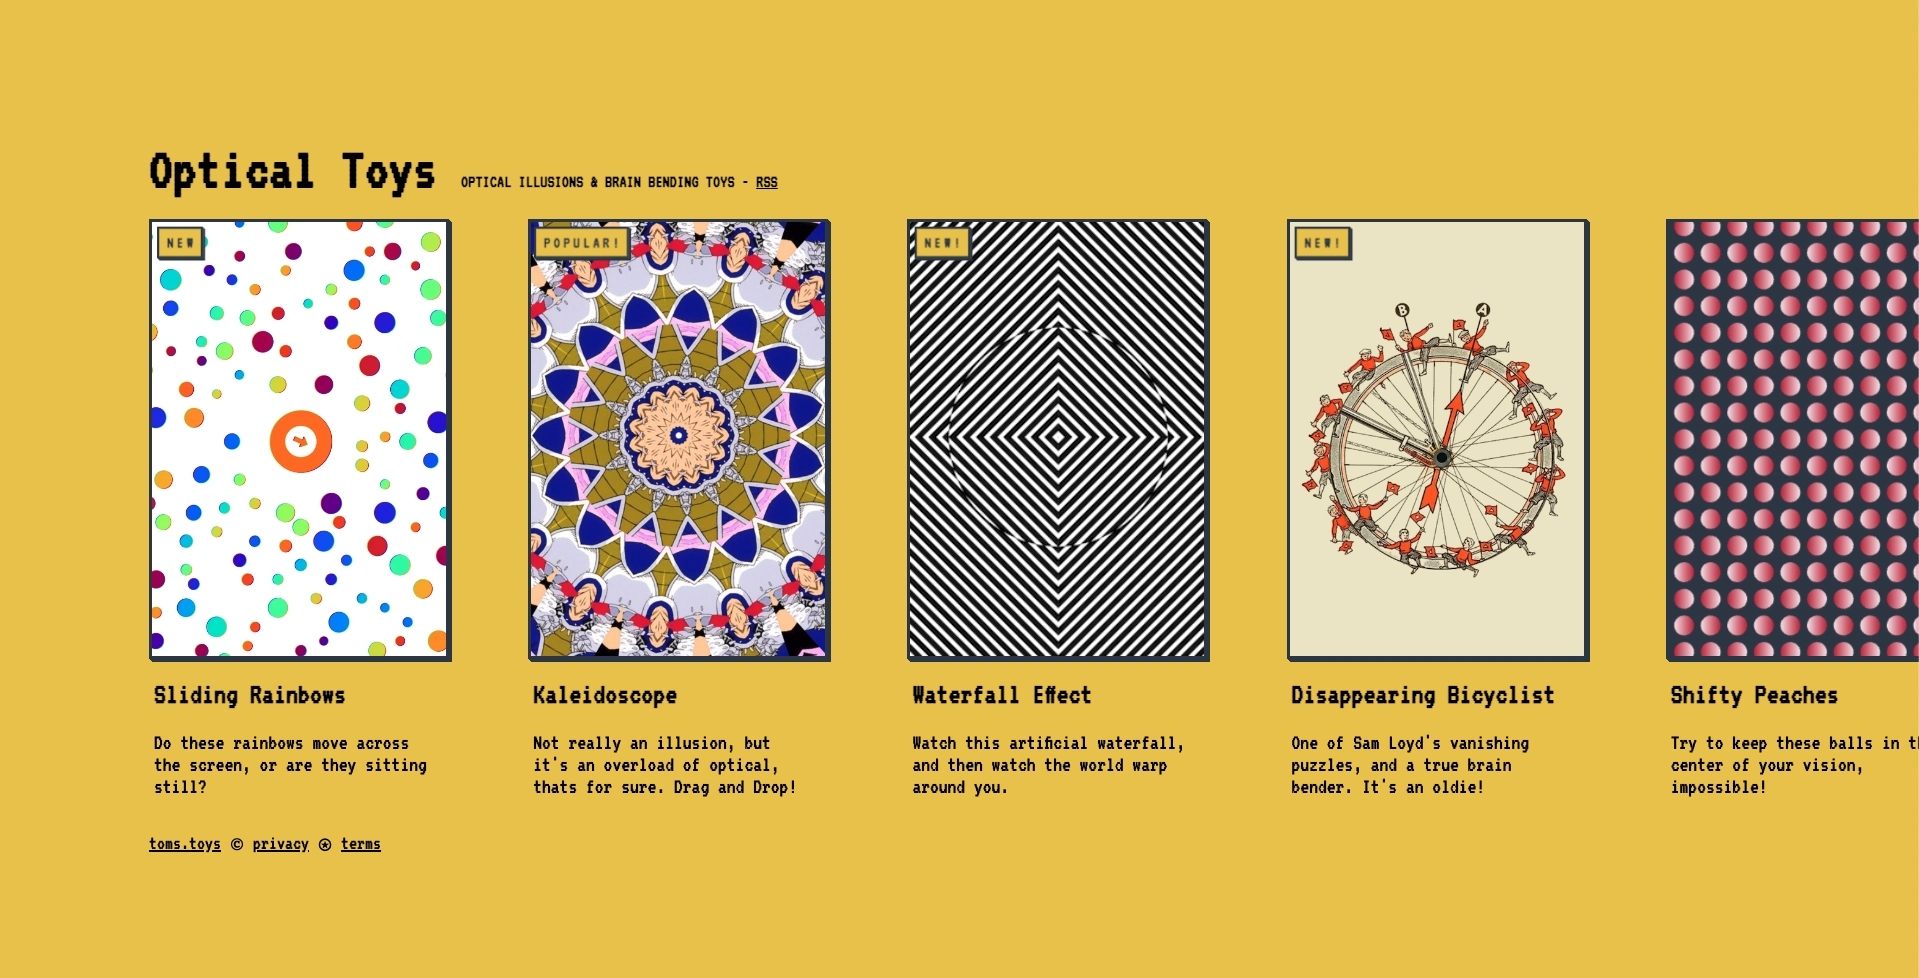 Optical Toys
OPTICAL ILLUSIONS & BRAIN BENDING TOYS - RSS
NEW
POPULAR!
NEW!
NEW!
B
A
Sliding Rainbows
Do these rainbows move across
the screen, or are they sitting
still?
Kaleidoscope
Not really an illusion, but
it's an overload of optical,
thats for sure. Drag and Drop!
Waterfall Effect
Watch this artificial waterfall,
and then watch the world warp
around you.
Disappearing Bicyclist
One of Sam Loyd's vanishing
puzzles, and a true brain
bender. It's an oldie!
Shifty Peaches
Try to keep these balls in
center of your vision,
impossible!
toms.toys © privacy ⍟ terms